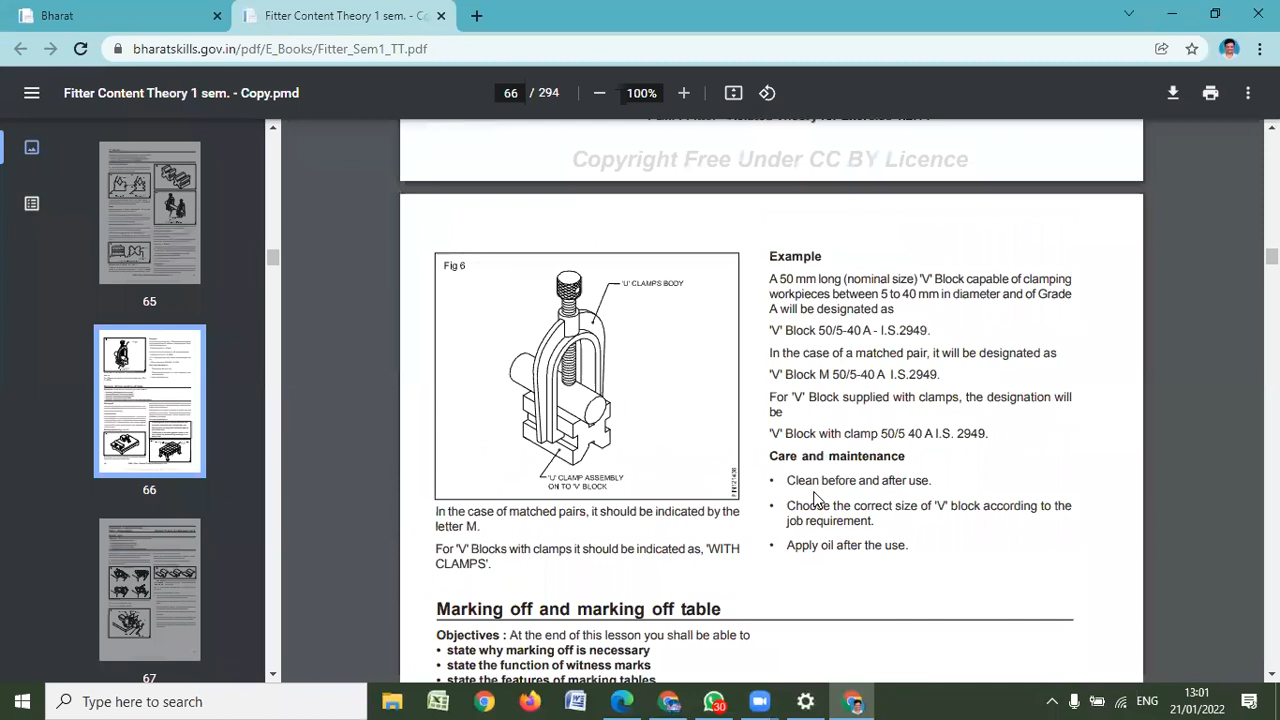 Bharat
Fitter Content Theory 1 sem. - Co
bharatskills.gov.in/pdf/E_Books/Fitter_Sem1_TT.pdf
Fitter Content Theory 1 sem. - Copy.pmd
66 / 294
100%
Copyright Free Under CC BY Licence
65
66
67
Fig 6
'U' CLAMPS BODY
'U' CLAMP ASSEMBLY
ON TO 'V' BLOCK
In the case of matched pairs, it should be indicated by the
letter M.
For 'V' Blocks with clamps it should be indicated as, 'WITH
CLAMPS'.
Example
A 50 mm long (nominal size) 'V' Block capable of clamping
workpieces between 5 to 40 mm in diameter and of Grade
A will be designated as
'V' Block 50/5-40 A - I.S.2949.
In the case of a matched pair, it will be designated as
'V' Block M 50/5-40 A I.S.2949.
For 'V' Block supplied with clamps, the designation will
be
'V' Block with clamp 50/5 40 A I.S. 2949.
Care and maintenance
• Clean before and after use.
• Choose the correct size of 'V' block according to the
job requirement.
• Apply oil after the use.
Marking off and marking off table
Objectives : At the end of this lesson you shall be able to
• state why marking off is necessary
• state the function of witness marks
• state the features of marking tables
Type here to search
30
ENG
13:01
21/01/2022